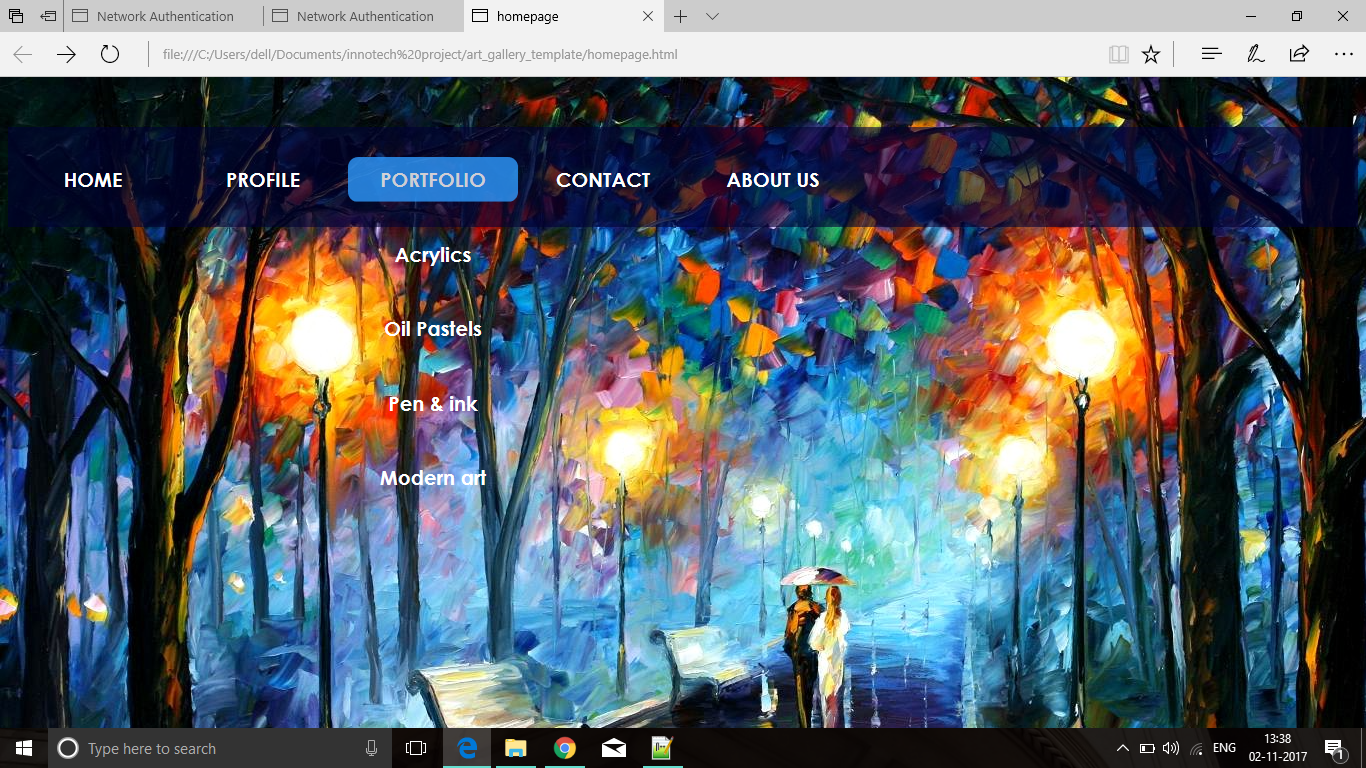 Network Authentication
Network Authentication
homepage
file:///C:/Users/dell/Documents/innotech%20project/art_gallery_template/homepage.html
HOME PROFILE PORTFOLIO CONTACT ABOUT US
Acrylics
Oil Pastels
Pen & ink
Modern art
Type here to search
ENG
13:38
02-11-2017
1